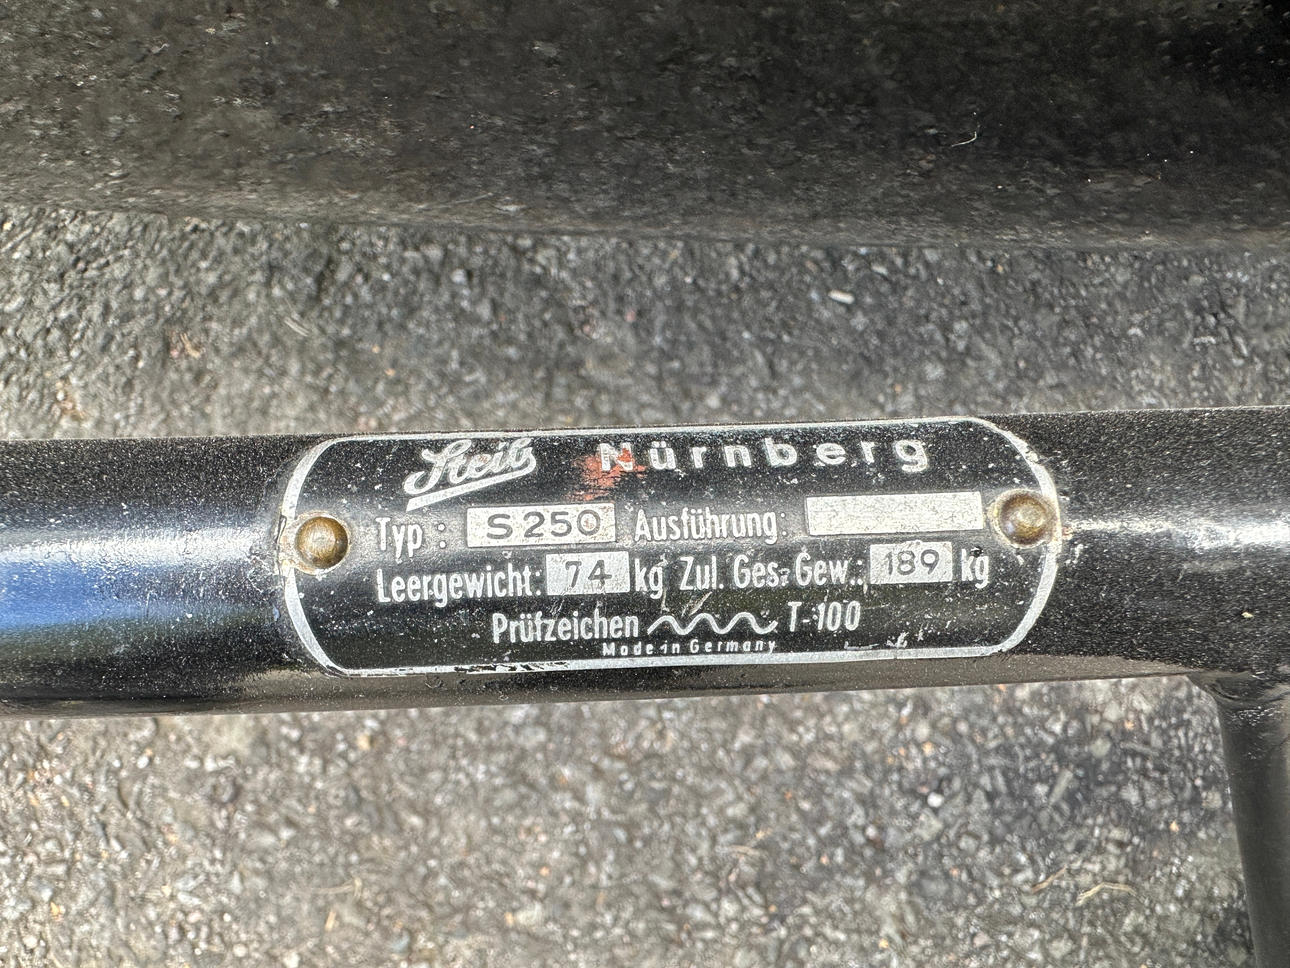 Steib Nürnberg
Typ: S 250 Ausführung:
Leergewicht: 74 kg Zul. Ges. Gew.: 189 kg
Prüfzeichen T-100
Made in Germany